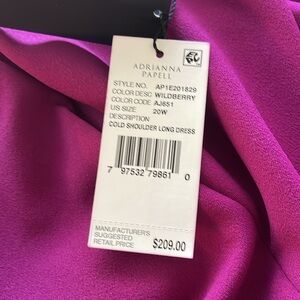 ADRIANNA
PAPELL
STYLE NO. AP1E201829
COLOR DESC WILDBERRY
COLOR CODE AJ651
US SIZE 20W
DESCRIPTION
COLD SHOULDER LONG DRESS
7 97532 79861 0
MANUFACTURER'S
SUGGESTED
RETAIL PRICE $209.00